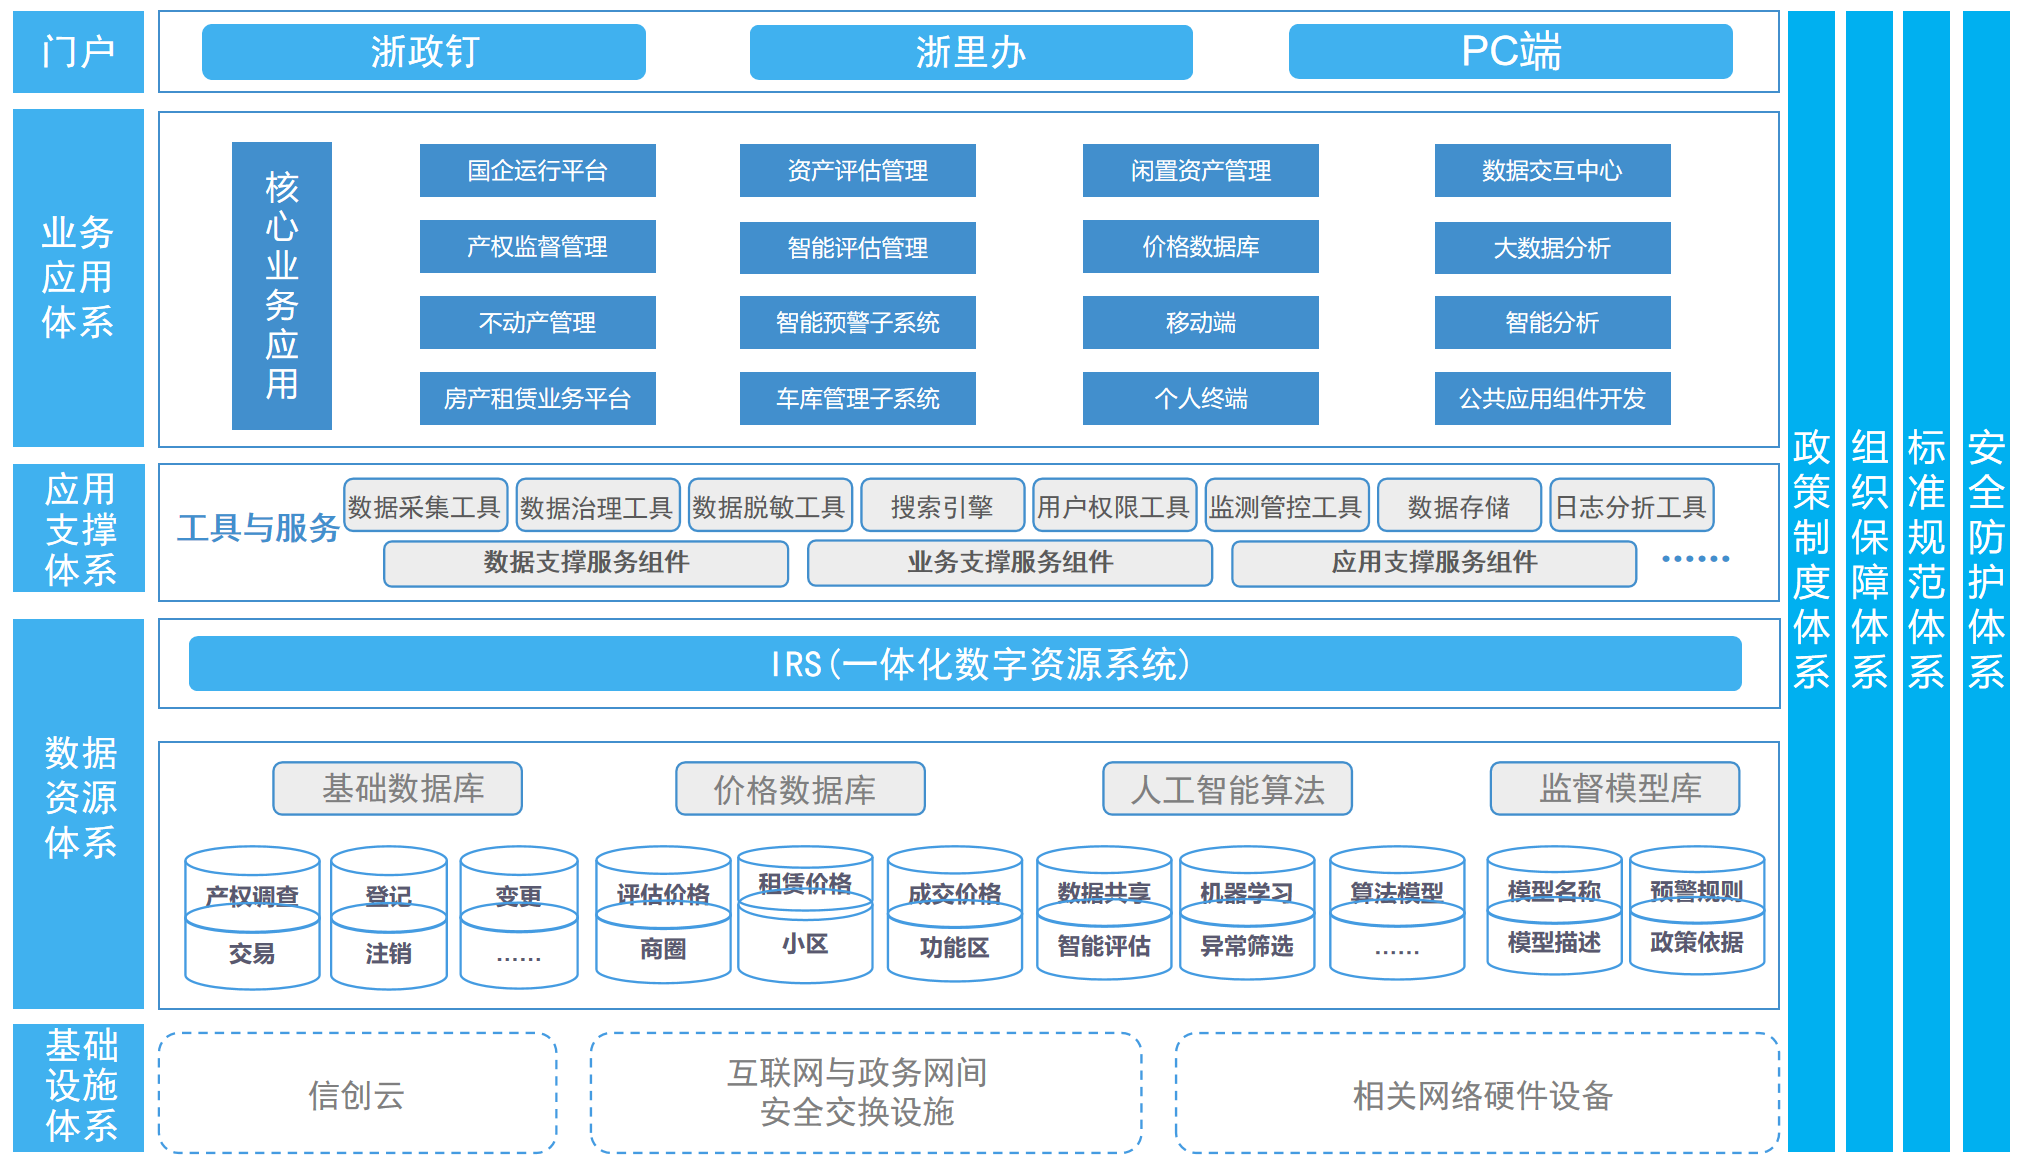 门户
浙政钉
浙里办
PC端
业务
应用
体系
核心业务应用
国企运行平台
资产评估管理
闲置资产管理
数据交互中心
产权监督管理
智能评估管理
价格数据库
大数据分析
不动产管理
智能预警子系统
移动端
智能分析
房产租赁业务平台
车库管理子系统
个人终端
公共应用组件开发
应用
支撑
体系
工具与服务
数据采集工具
数据治理工具
数据脱敏工具
搜索引擎
用户权限工具
监测管控工具
数据存储
日志分折工具
数据支撑服务组件
业务支撑服务组件
应用支撑服务组件
······
数据
资源
体系
IRS(一体化数字资源系统)
基础数据库
价格数据库
人工智能算法
监督模型库
产权调查
登记
变更
评估价格
租赁价格
成交价格
数据共享
机器学习
算法模型
模型名称
预警规则
交易
注销
......
商圈
小区
功能区
智能评估
异常筛选
......
模型描述
政策依据
基础
设施
体系
信创云
互联网与政务网间
安全交换设施
相关网络硬件设备
政策制度体系
组织保障体系
标准规范体系
安全防护体系